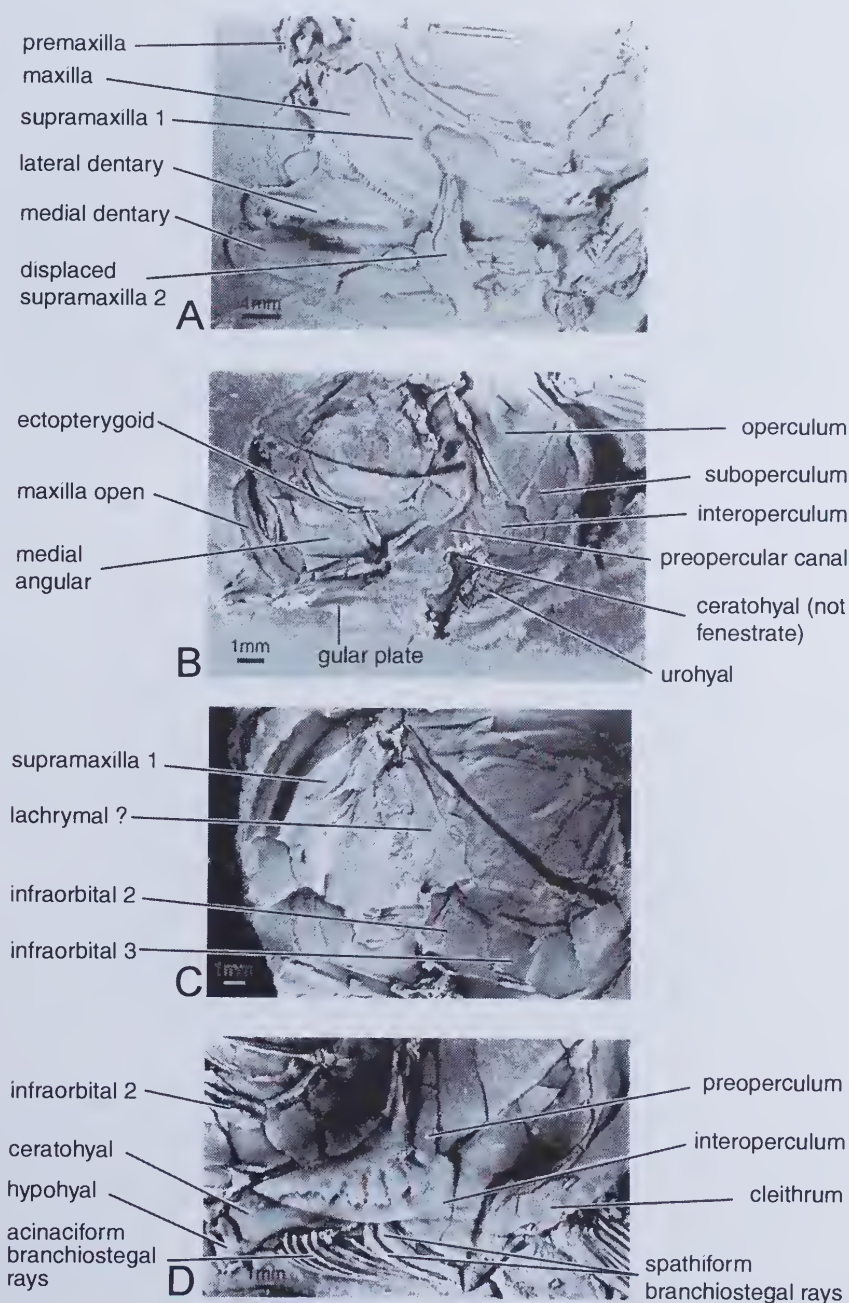 premaxilla
maxilla
supramaxilla 1
lateral dentary
medial dentary
displaced
supramaxilla 2
A
1mm
ectopterygoid
maxilla open
medial
angular
operculum
suboperculum
interoperculum
preopercular canal
ceratohyal (not
fenestrate)
urohyal
gular plate
B
1mm
supramaxilla 1
lachrymal ?
infraorbital 2
infraorbital 3
C
1mm
infraorbital 2
ceratohyal
hypohyal
acinaciform
branchiostegal
rays
preoperculum
interoperculum
cleithrum
spathiform
branchiostegal rays
D
1mm